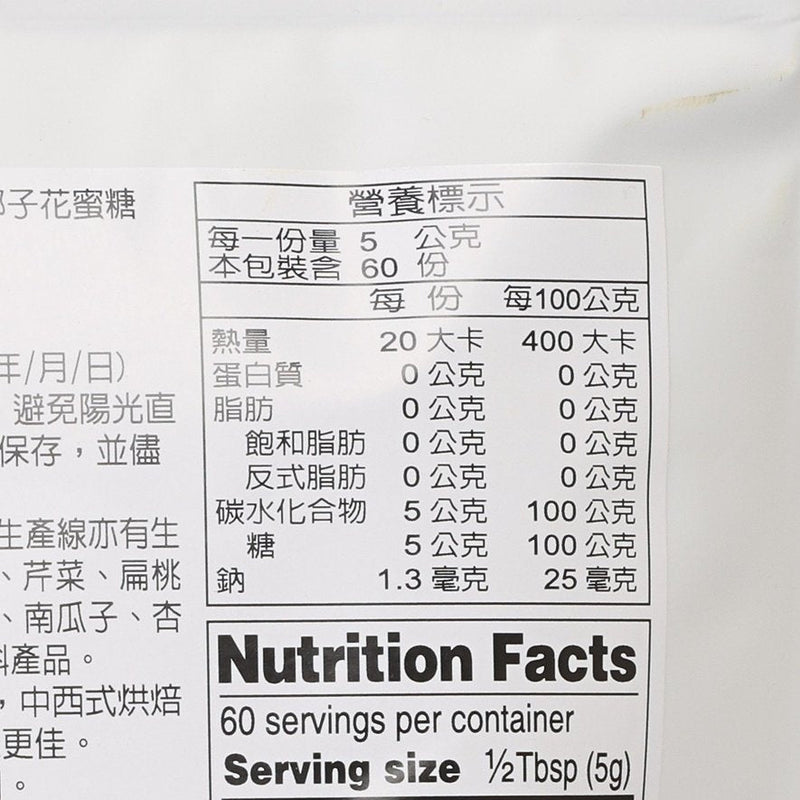 子花蜜糖
年/月/日)
避免陽光直
保存，並儘
生產線亦有生
、芹菜、扁桃
、南瓜子、杏
產品。
，中西式烘焙
更佳。
。
營養標示
每一份量 5 公克
本包裝含 60 份
每 份 每100公克
熱量 20 大卡 400 大卡
蛋白質 0 公克 0 公克
脂肪 0 公克 0 公克
飽和脂肪 0 公克 0 公克
反式脂肪 0 公克 0 公克
碳水化合物 5 公克 100 公克
糖 5 公克 100 公克
鈉 1.3 毫克 25 毫克
Nutrition Facts
60 servings per container
Serving size ½Tbsp (5g)